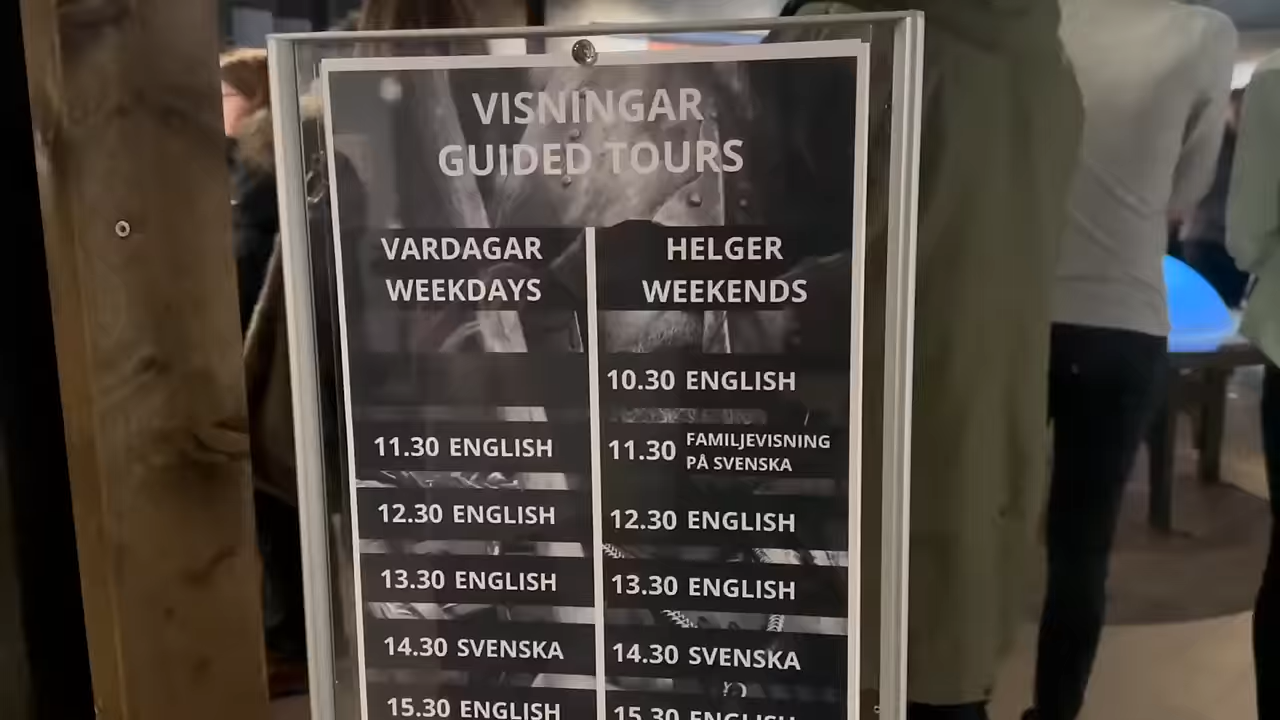 VISNINGAR
GUIDED TOURS
VARDAGAR
WEEKDAYS
11.30 ENGLISH
12.30 ENGLISH
13.30 ENGLISH
14.30 SVENSKA
15.30 ENGLISH
HELGER
WEEKENDS
10.30 ENGLISH
11.30 FAMILJEVISNING
PÅ SVENSKA
12.30 ENGLISH
13.30 ENGLISH
14.30 SVENSKA
15.30 ENGLISH